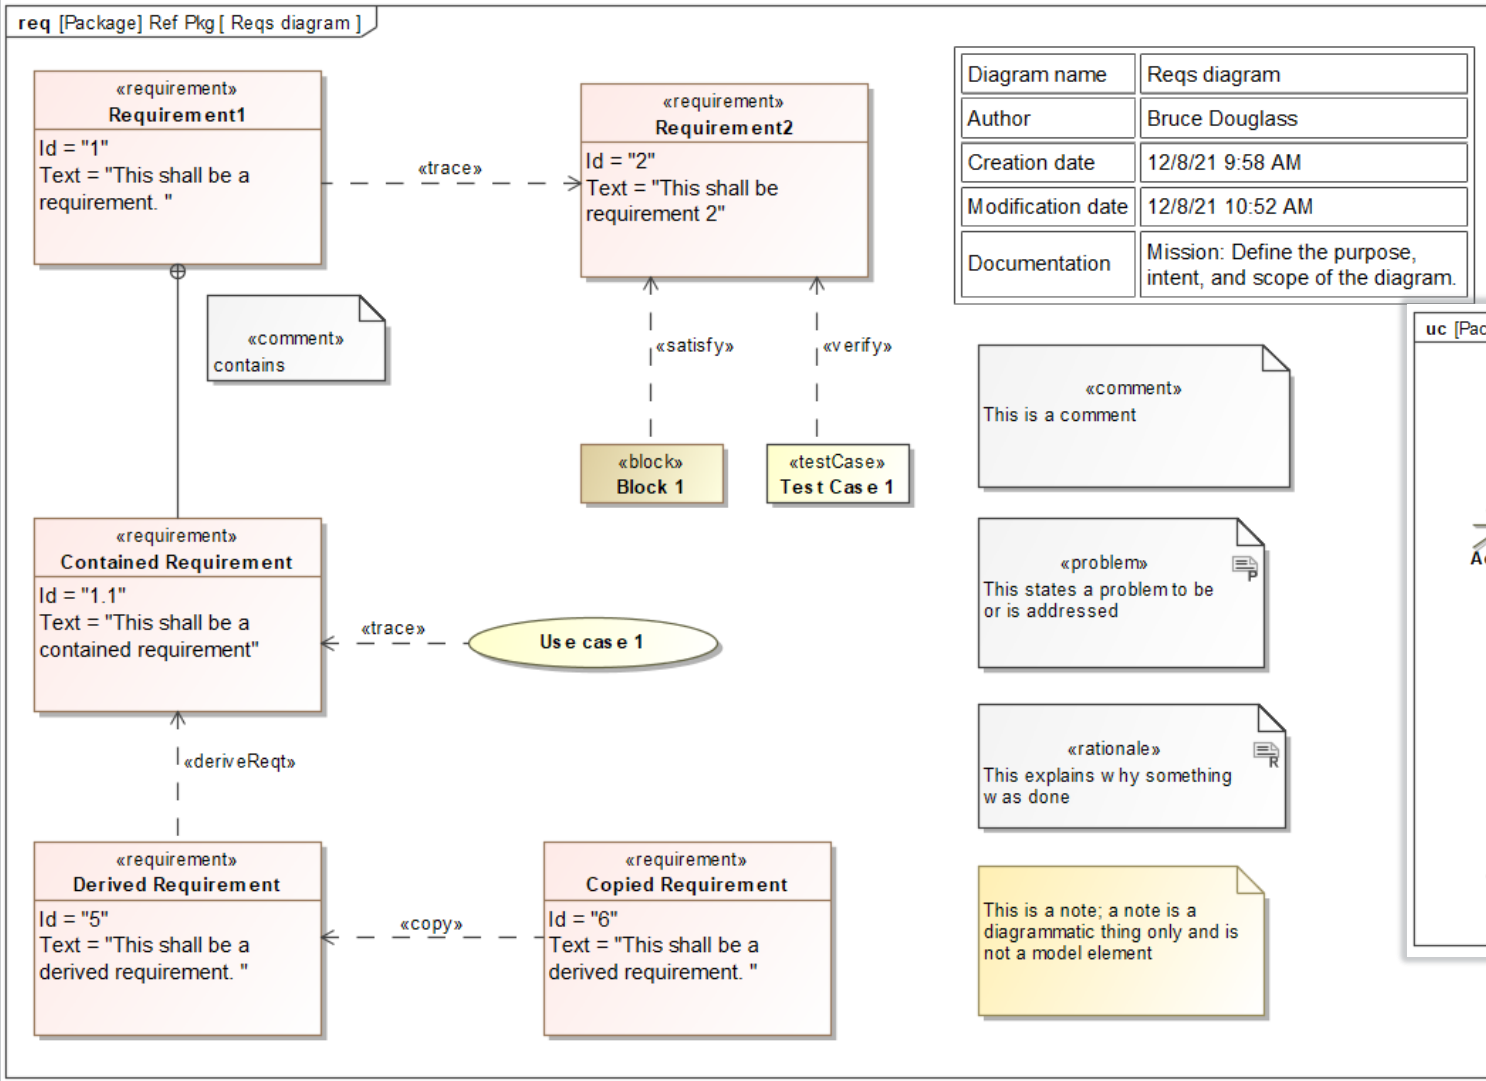 req [Package] Ref Pkg [ Reqs diagram ]
«requirement»
Requirement1
Id = "1"
Text = "This shall be a
requirement. "
«trace»
«requirement»
Requirement2
Id = "2"
Text = "This shall be
requirement 2"
Diagram name
Reqs diagram
Author
Bruce Douglass
Creation date
12/8/21 9:58 AM
Modification date
12/8/21 10:52 AM
Documentation
Mission: Define the purpose,
intent, and scope of the diagram.
«comment»
contains
«satisfy»
«verify»
«block»
Block 1
«testCase»
Test Case 1
«comment»
This is a comment
uc [Pac
«requirement»
Contained Requirement
Id = "1.1"
Text = "This shall be a
contained requirement"
«trace»
Use case 1
«problem»
P
This states a problem to be
or is addressed
«deriveReqt»
«rationale»
R
This explains why something
was done
«requirement»
Derived Requirement
Id = "5"
Text = "This shall be a
derived requirement. "
«copy»
«requirement»
Copied Requirement
Id = "6"
Text = "This shall be a
derived requirement. "
This is a note; a note is a
diagrammatic thing only and is
not a model element